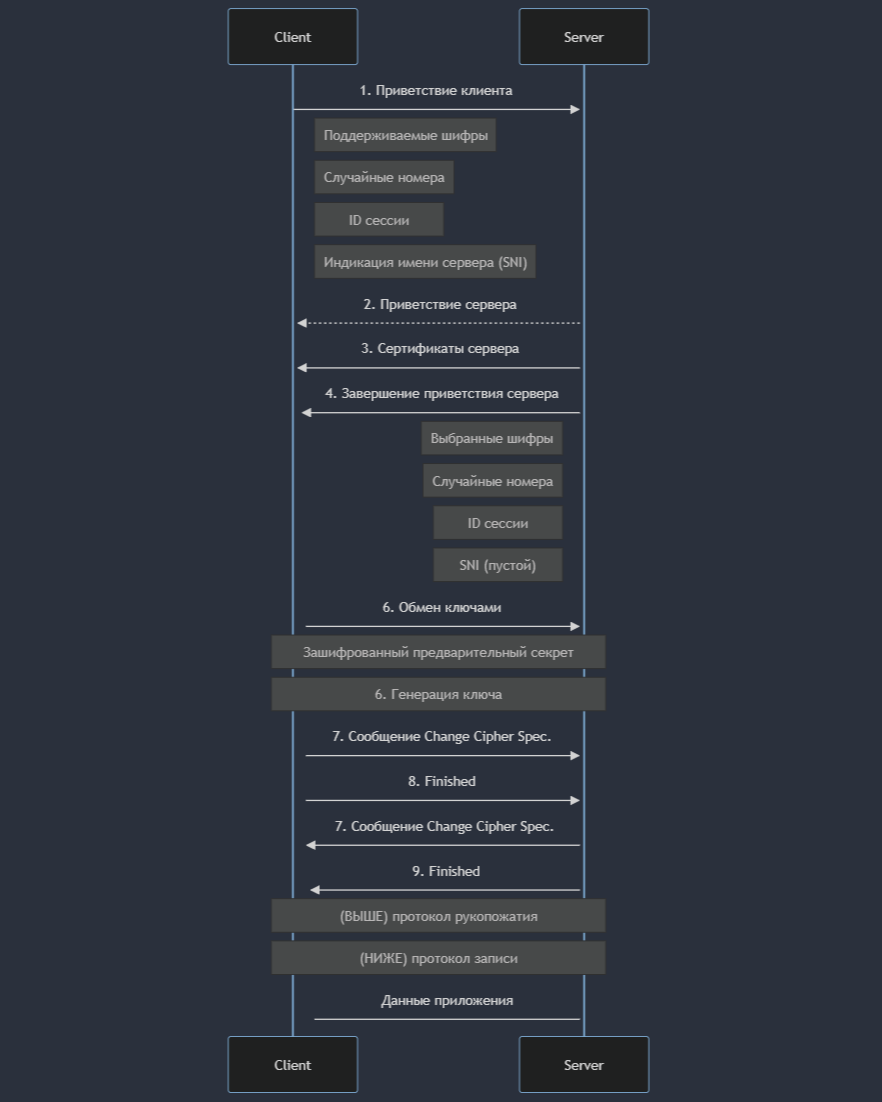 Client
Server
1. Приветствие клиента
Поддерживаемые шифры
Случайные номера
ID сессии
Индикация имени сервера (SNI)
2. Приветствие сервера
3. Сертификаты сервера
4. Завершение приветствия сервера
Выбранные шифры
Случайные номера
ID сессии
SNI (пустой)
6. Обмен ключами
Зашифрованный предварительный секрет
6. Генерация ключа
7. Сообщение Change Cipher Spec.
8. Finished
7. Сообщение Change Cipher Spec.
9. Finished
(ВЫШЕ) протокол рукопожатия
(НИЖЕ) протокол записи
Данные приложения
Client
Server